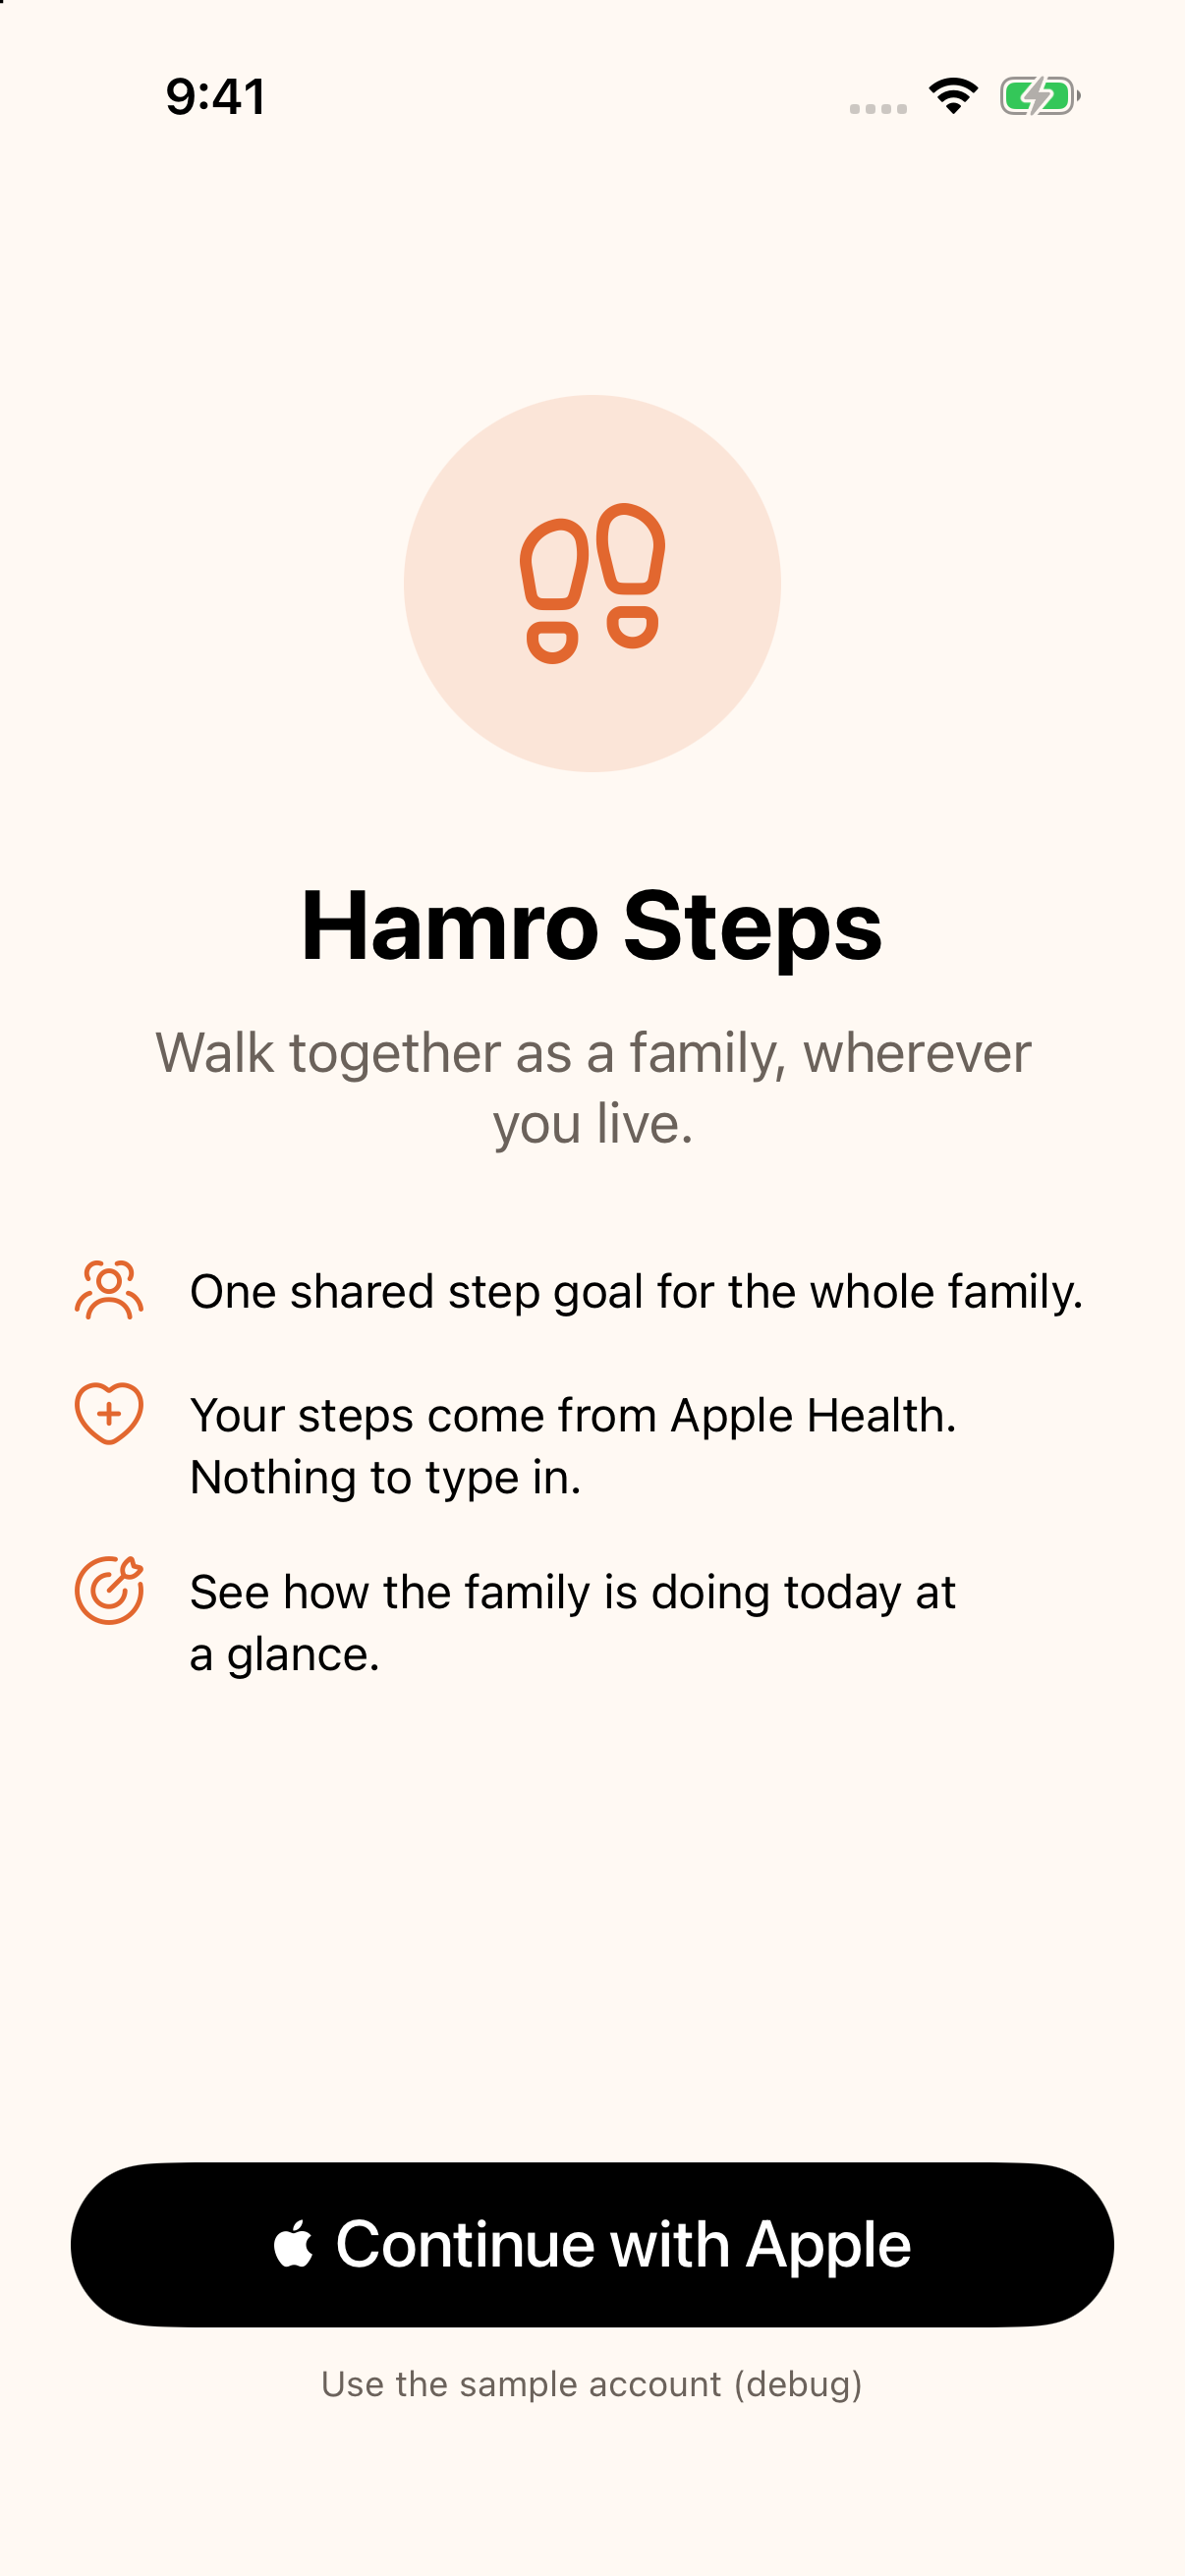 9:41
Hamro Steps
Walk together as a family, wherever
you live.
One shared step goal for the whole family.
Your steps come from Apple Health.
Nothing to type in.
See how the family is doing today at
a glance.
Continue with Apple
Use the sample account (debug)